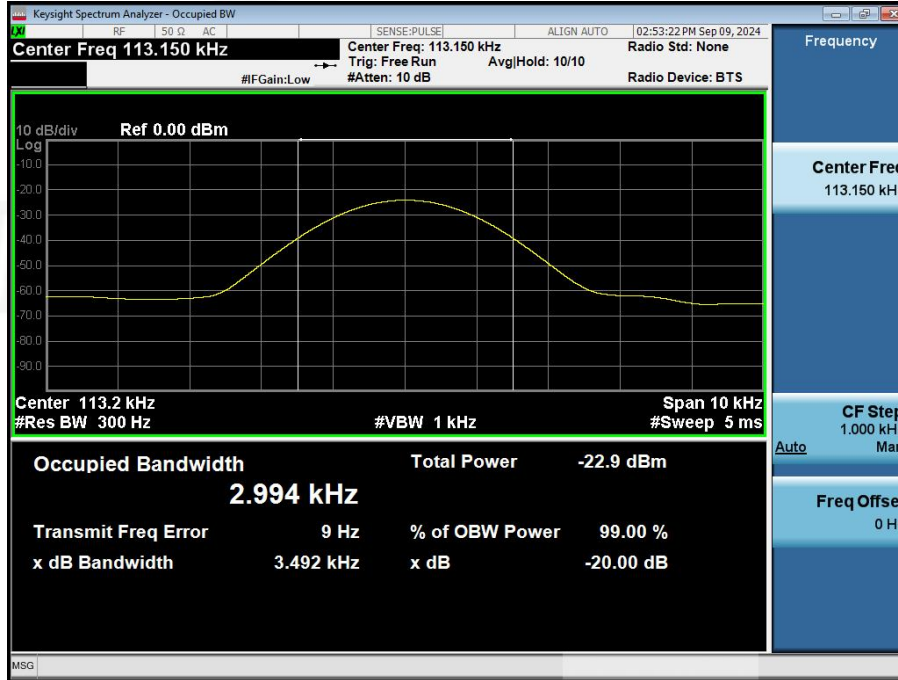 Keysight Spectrum Analyzer - Occupied BW
LXI RF 50 Ω AC SENSE:PULSE ALIGN AUTO 02:53:22 PM Sep 09, 2024
Center Freq 113.150 kHz
Center Freq: 113.150 kHz Radio Std: None
Trig: Free Run Avg|Hold: 10/10
#IFGain:Low #Atten: 10 dB Radio Device: BTS
10 dB/div Ref 0.00 dBm
Log
-10.0
-20.0
-30.0
-40.0
-50.0
-60.0
-70.0
-80.0
-90.0
Center 113.2 kHz Span 10 kHz
#Res BW 300 Hz #VBW 1 kHz #Sweep 5 ms
Occupied Bandwidth Total Power -22.9 dBm
2.994 kHz
Transmit Freq Error 9 Hz % of OBW Power 99.00 %
x dB Bandwidth 3.492 kHz x dB -20.00 dB
MSG
Frequency
Center Freq
113.150 kH
CF Step
1.000 kH
Auto Ma
Freq Offse
0 H